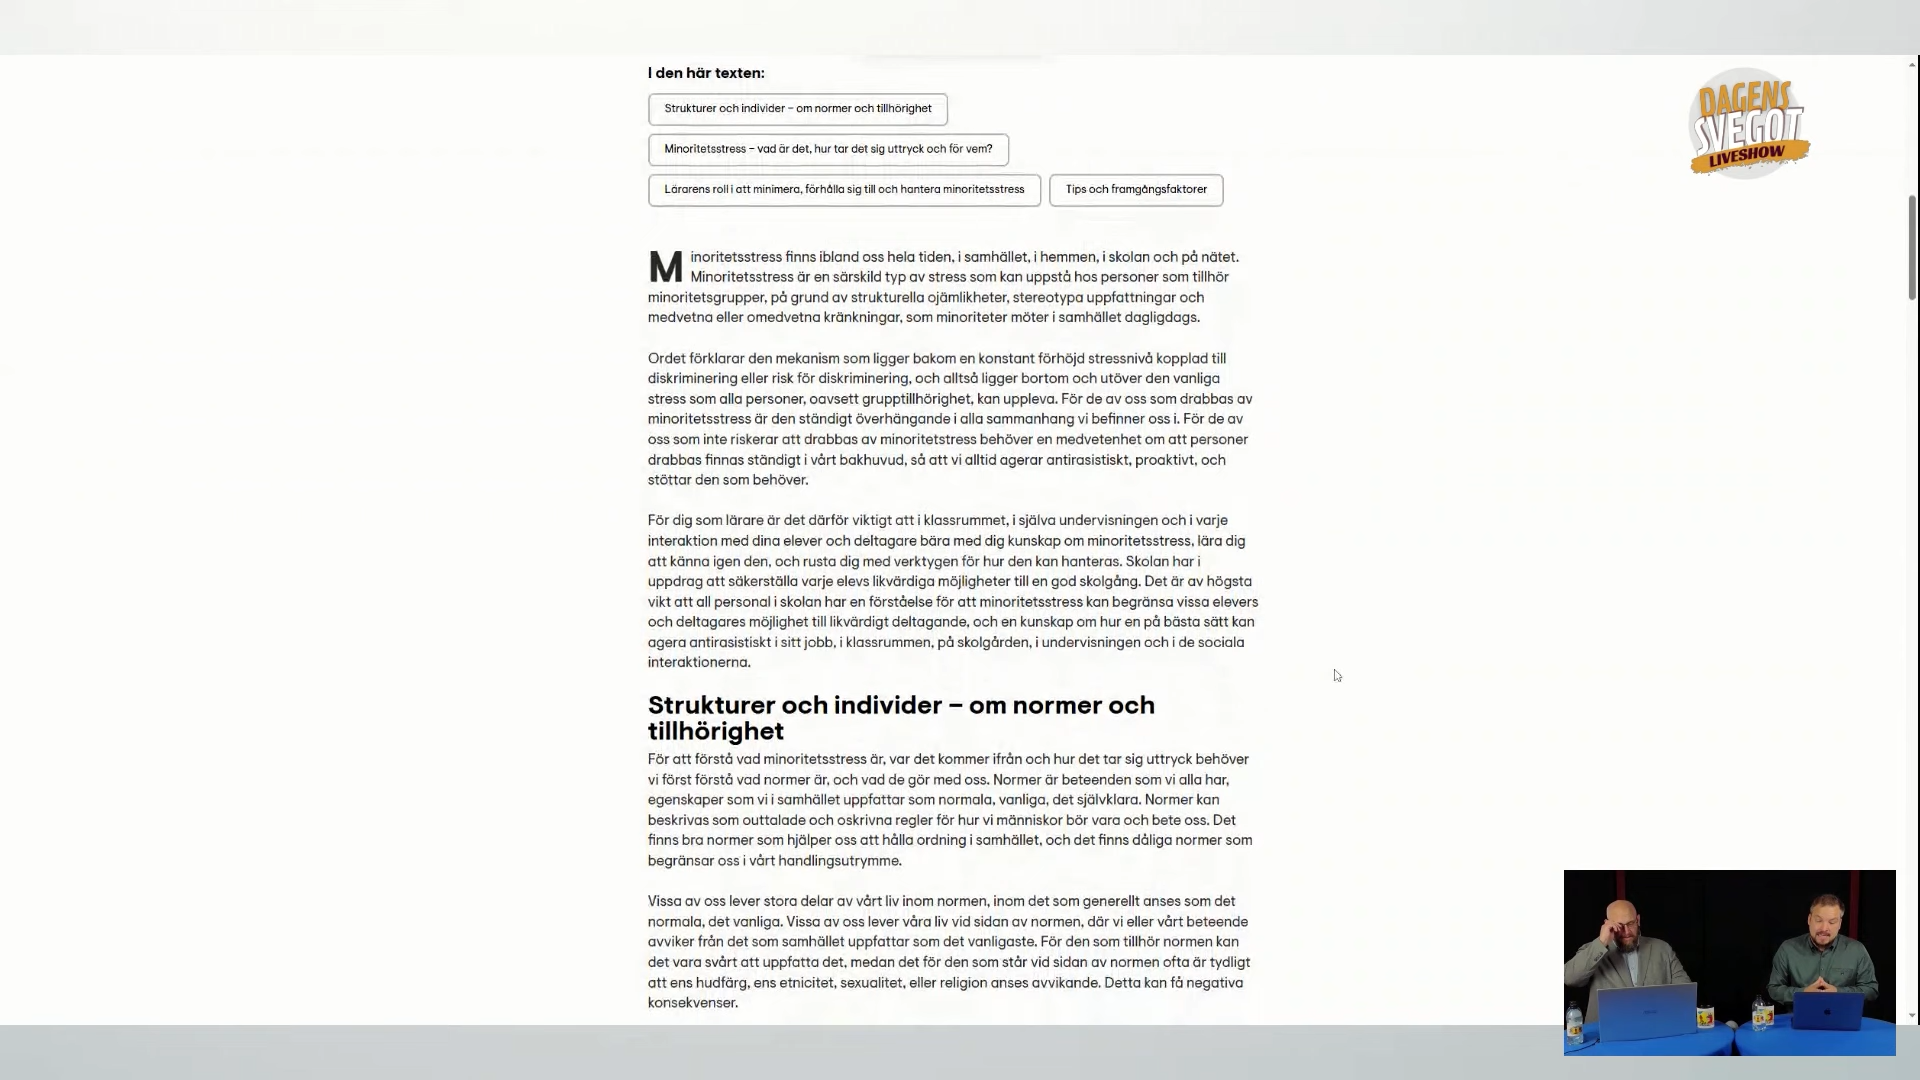 I den här texten:
Strukturer och individer – om normer och tillhörighet
Minoritetsstress – vad är det, hur tar det sig uttryck och för vem?
Lärarens roll i att minimera, förhålla sig till och hantera minoritetsstress
Tips och framgångsfaktorer
Minoritetsstress finns ibland oss hela tiden, i samhället, i hemmen, i skolan och på nätet.
Minoritetsstress är en särskild typ av stress som kan uppstå hos personer som tillhör
minoritetsgrupper, på grund av strukturella ojämlikheter, stereotypa uppfattningar och
medvetna eller omedvetna kränkningar, som minoriteter möter i samhället dagligdags.
Ordet förklarar den mekanism som ligger bakom en konstant förhöjd stressnivå kopplad till
diskriminering eller risk för diskriminering, och alltså ligger bortom och utöver den vanliga
stress som alla personer, oavsett grupptillhörighet, kan uppleva. För de av oss som drabbas av
minoritetsstress är den ständigt överhängande i alla sammanhang vi befinner oss i. För de av
oss som inte riskerar att drabbas av minoritetstress behöver en medvetenhet om att personer
drabbas finnas ständigt i vårt bakhuvud, så att vi alltid agerar antirasistiskt, proaktivt, och
stöttar den som behöver.
För dig som lärare är det därför viktigt att i klassrummet, i själva undervisningen och i varje
interaktion med dina elever och deltagare bära med dig kunskap om minoritetsstress, lära dig
att känna igen den, och rusta dig med verktygen för hur den kan hanteras. Skolan har i
uppdrag att säkerställa varje elevs likvärdiga möjligheter till en god skolgång. Det är av högsta
vikt att all personal i skolan har en förståelse för att minoritetsstress kan begränsa vissa elevers
och deltagares möjlighet till likvärdigt deltagande, och en kunskap om hur en på bästa sätt kan
agera antirasistiskt i sitt jobb, i klassrummen, på skolgården, i undervisningen och i de sociala
interaktionerna.
Strukturer och individer – om normer och
tillhörighet
För att förstå vad minoritetsstress är, var det kommer ifrån och hur det tar sig uttryck behöver
vi först förstå vad normer är, och vad de gör med oss. Normer är beteenden som vi alla har,
egenskaper som vi i samhället uppfattar som normala, vanliga, det självklara. Normer kan
beskrivas som outtalade och oskrivna regler för hur vi människor bör vara och bete oss. Det
finns bra normer som hjälper oss att hålla ordning i samhället, och det finns dåliga normer som
begränsar oss i vårt handlingsutrymme.
Vissa av oss lever stora delar av vårt liv inom normen, inom det som generellt anses som det
normala, det vanliga. Vissa av oss lever våra liv vid sidan av normen, där vi eller vårt beteende
avviker från det som samhället uppfattar som det vanligaste. För den som tillhör normen kan
det vara svårt att uppfatta det, medan det för den som står vid sidan av normen ofta är tydligt
att ens hudfärg, ens etnicitet, sexualitet, eller religion anses avvikande. Detta kan få negativa
konsekvenser.
DAGENS
SVEGOT
LIVESHOW